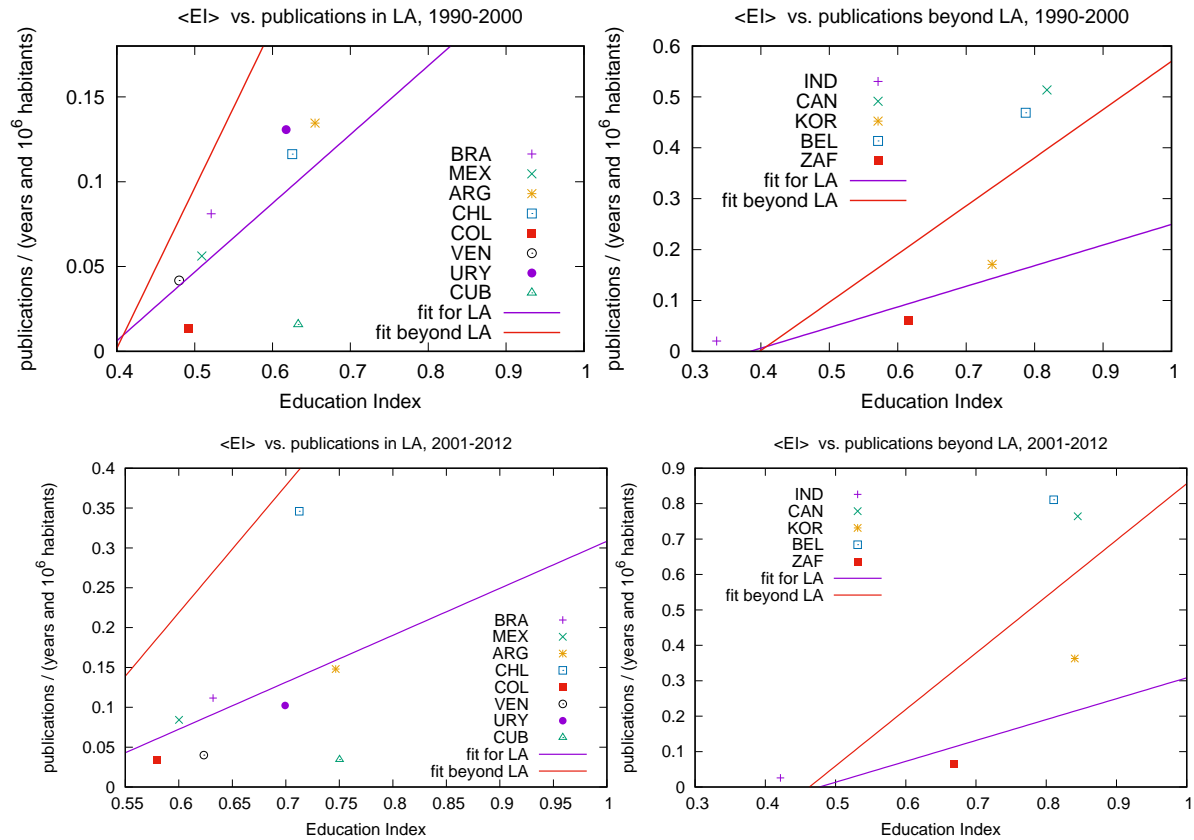 <EI> vs. publications in LA, 1990-2000
publications / (years and 10^6 habitants)
0.15
0.1
0.05
0
0.4
0.5
0.6
0.7
0.8
0.9
1
Education Index
BRA
MEX
ARG
CHL
COL
VEN
URY
CUB
fit for LA
fit beyond LA
<EI> vs. publications beyond LA, 1990-2000
publications / (years and 10^6 habitants)
0.6
0.5
0.4
0.3
0.2
0.1
0
0.3
0.4
0.5
0.6
0.7
0.8
0.9
1
Education Index
IND
CAN
KOR
BEL
ZAF
fit for LA
fit beyond LA
<EI> vs. publications in LA, 2001-2012
publications / (years and 10^6 habitants)
0.4
0.35
0.3
0.25
0.2
0.15
0.1
0.05
0
0.55
0.6
0.65
0.7
0.75
0.8
0.85
0.9
0.95
1
Education Index
BRA
MEX
ARG
CHL
COL
VEN
URY
CUB
fit for LA
fit beyond LA
<EI> vs. publications beyond LA, 2001-2012
publications / (years and 10^6 habitants)
0.9
0.8
0.7
0.6
0.5
0.4
0.3
0.2
0.1
0
0.3
0.4
0.5
0.6
0.7
0.8
0.9
1
Education Index
IND
CAN
KOR
BEL
ZAF
fit for LA
fit beyond LA